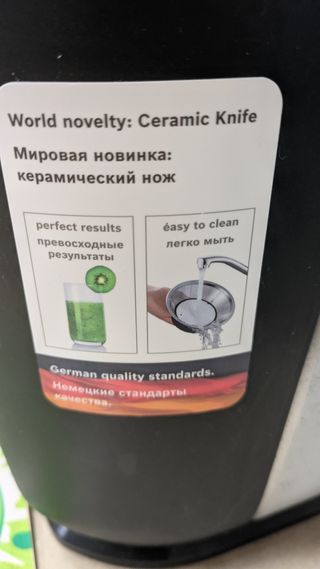 World novelty: Ceramic Knife
Мировая новинка:
керамический нож
perfect results
превосходные
результаты
éasy to clean
легко мыть
German quality standards.
Немецкие стандарты
качества.